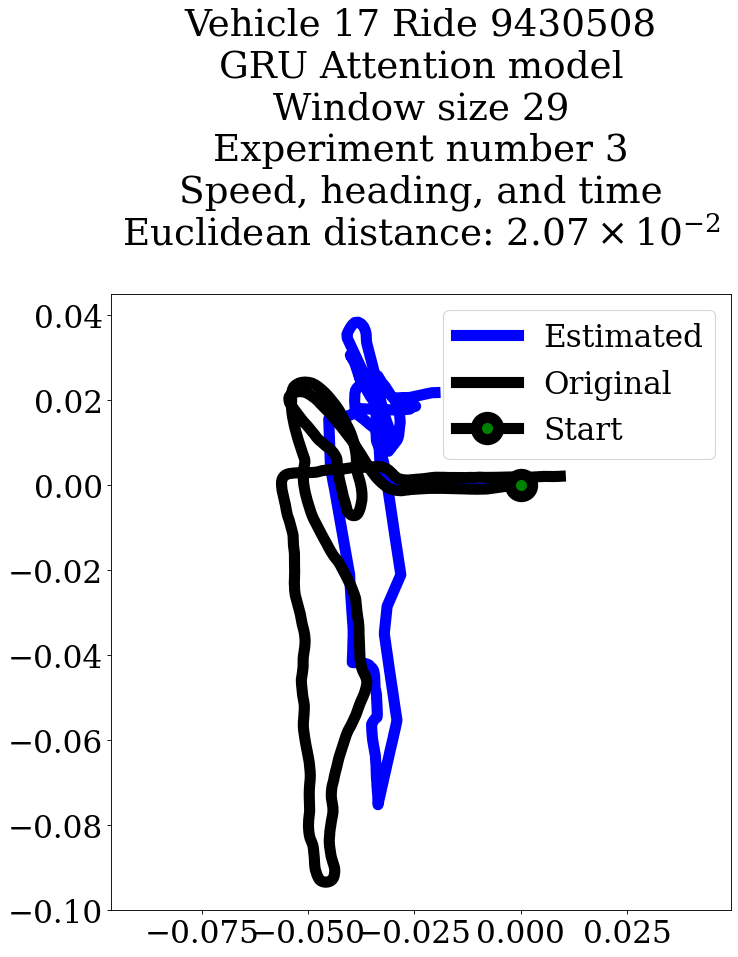 Vehicle 17 Ride 9430508
GRU Attention model
Window size 29
Experiment number 3
Speed, heading, and time
Euclidean distance: 2.07 × 10⁻²
Estimated
Original
Start
0.04
0.02
0.00
−0.02
−0.04
−0.06
−0.08
−0.10
−0.075 −0.050 −0.025 0.000 0.025